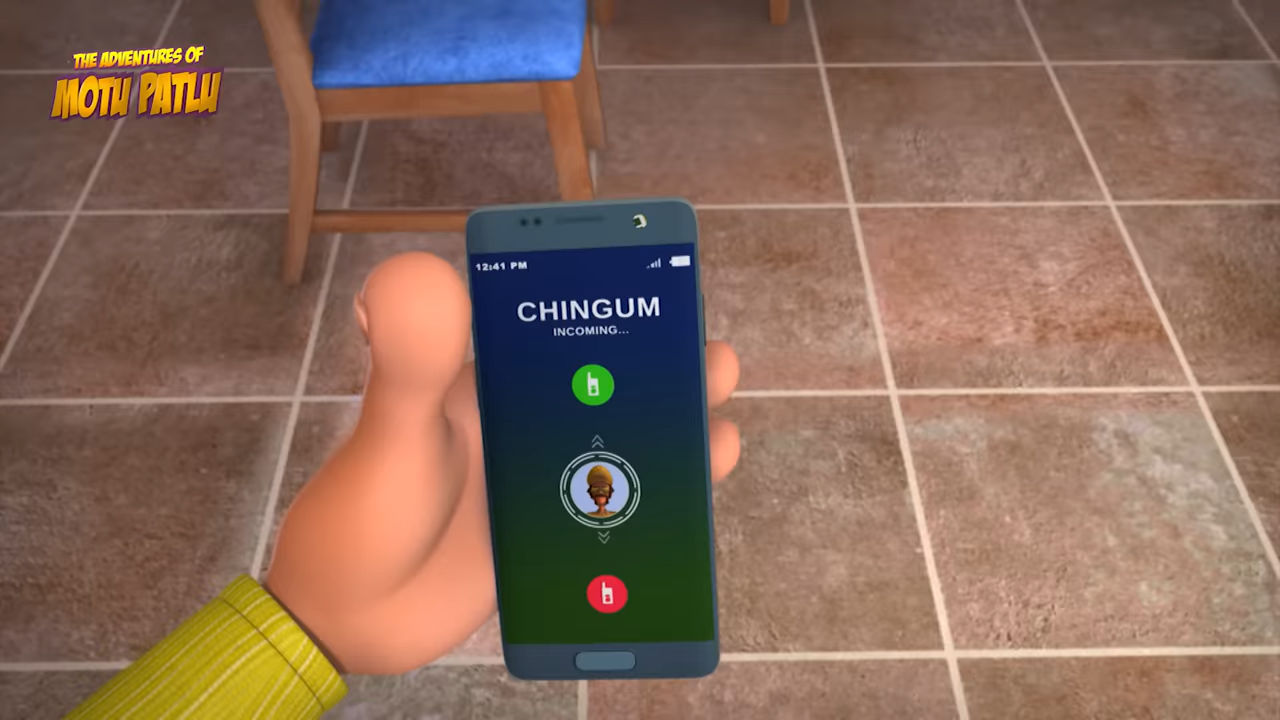 THE ADVENTURES OF
MOTU PATLU
12:41 PM
CHINGUM
INCOMING...